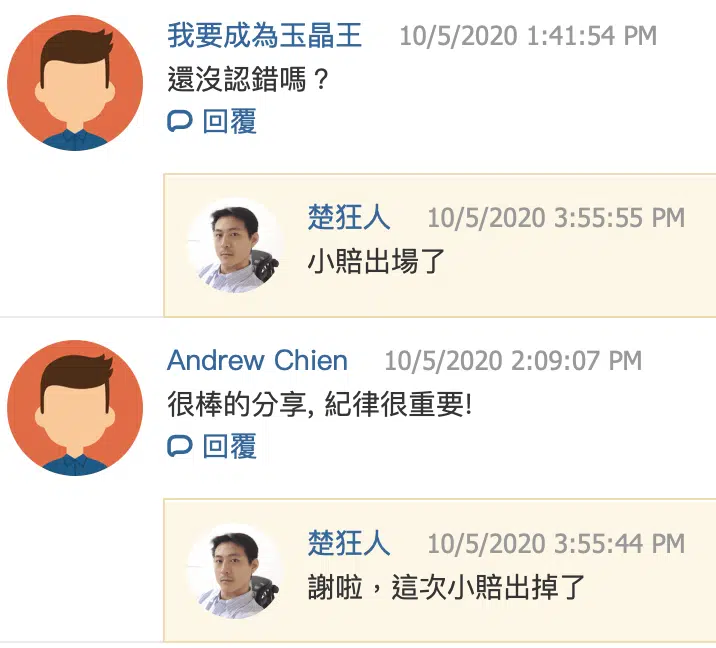 我要成為玉晶王 10/5/2020 1:41:54 PM
還沒認錯嗎？
回覆
楚狂人 10/5/2020 3:55:55 PM
小賠出場了
Andrew Chien 10/5/2020 2:09:07 PM
很棒的分享, 紀律很重要!
回覆
楚狂人 10/5/2020 3:55:44 PM
謝啦，這次小賠出掉了